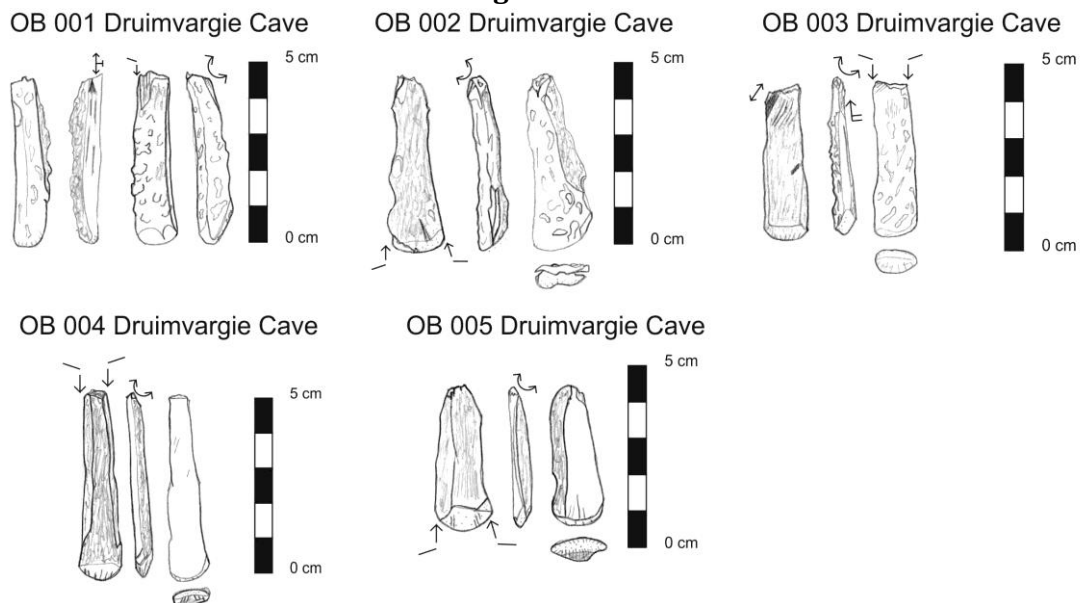 OB 001 Druimvargie Cave
5 cm
0 cm
OB 002 Druimvargie Cave
5 cm
0 cm
OB 003 Druimvargie Cave
5 cm
0 cm
OB 004 Druimvargie Cave
5 cm
0 cm
OB 005 Druimvargie Cave
5 cm
0 cm